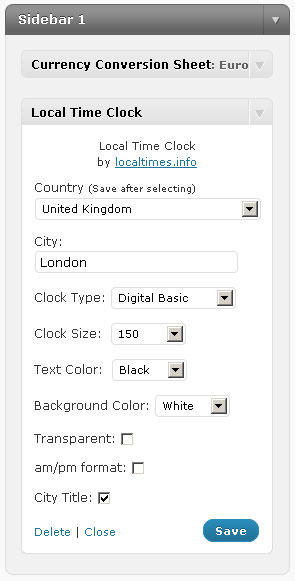 Sidebar 1
Currency Conversion Sheet: Euro
Local Time Clock
Local Time Clock
by localtimes.info
Country (Save after selecting)
United Kingdom
City:
London
Clock Type: Digital Basic
Clock Size: 150
Text Color: Black
Background Color: White
Transparent:
am/pm format:
City Title:
Delete | Close Save